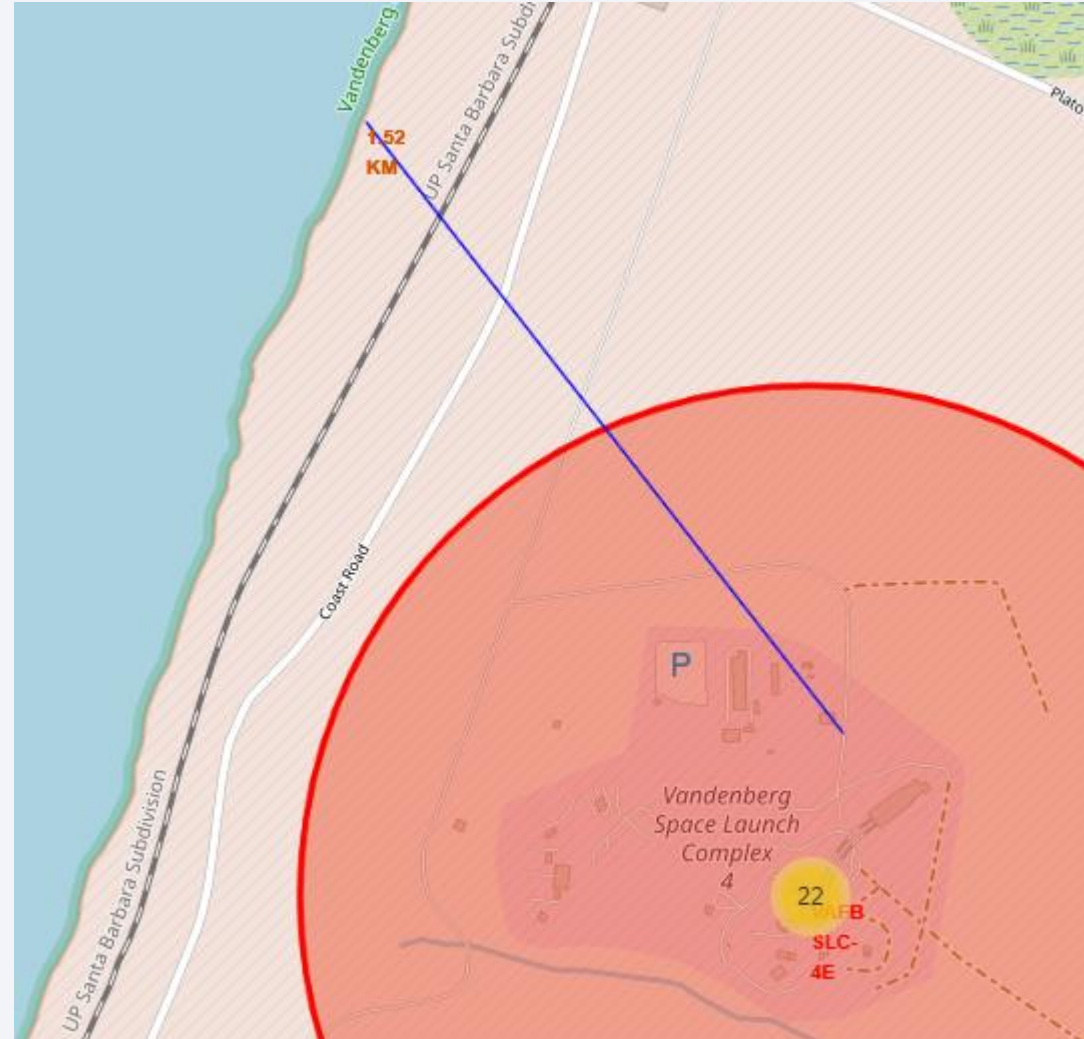 Vandenberg
UP Santa Barbara Subdi
Plato
1.52
KM
Coast Road
P
Vandenberg
Space Launch
Complex
4
22
AFB
SLC-
4E
UP Santa Barbara Subdivision